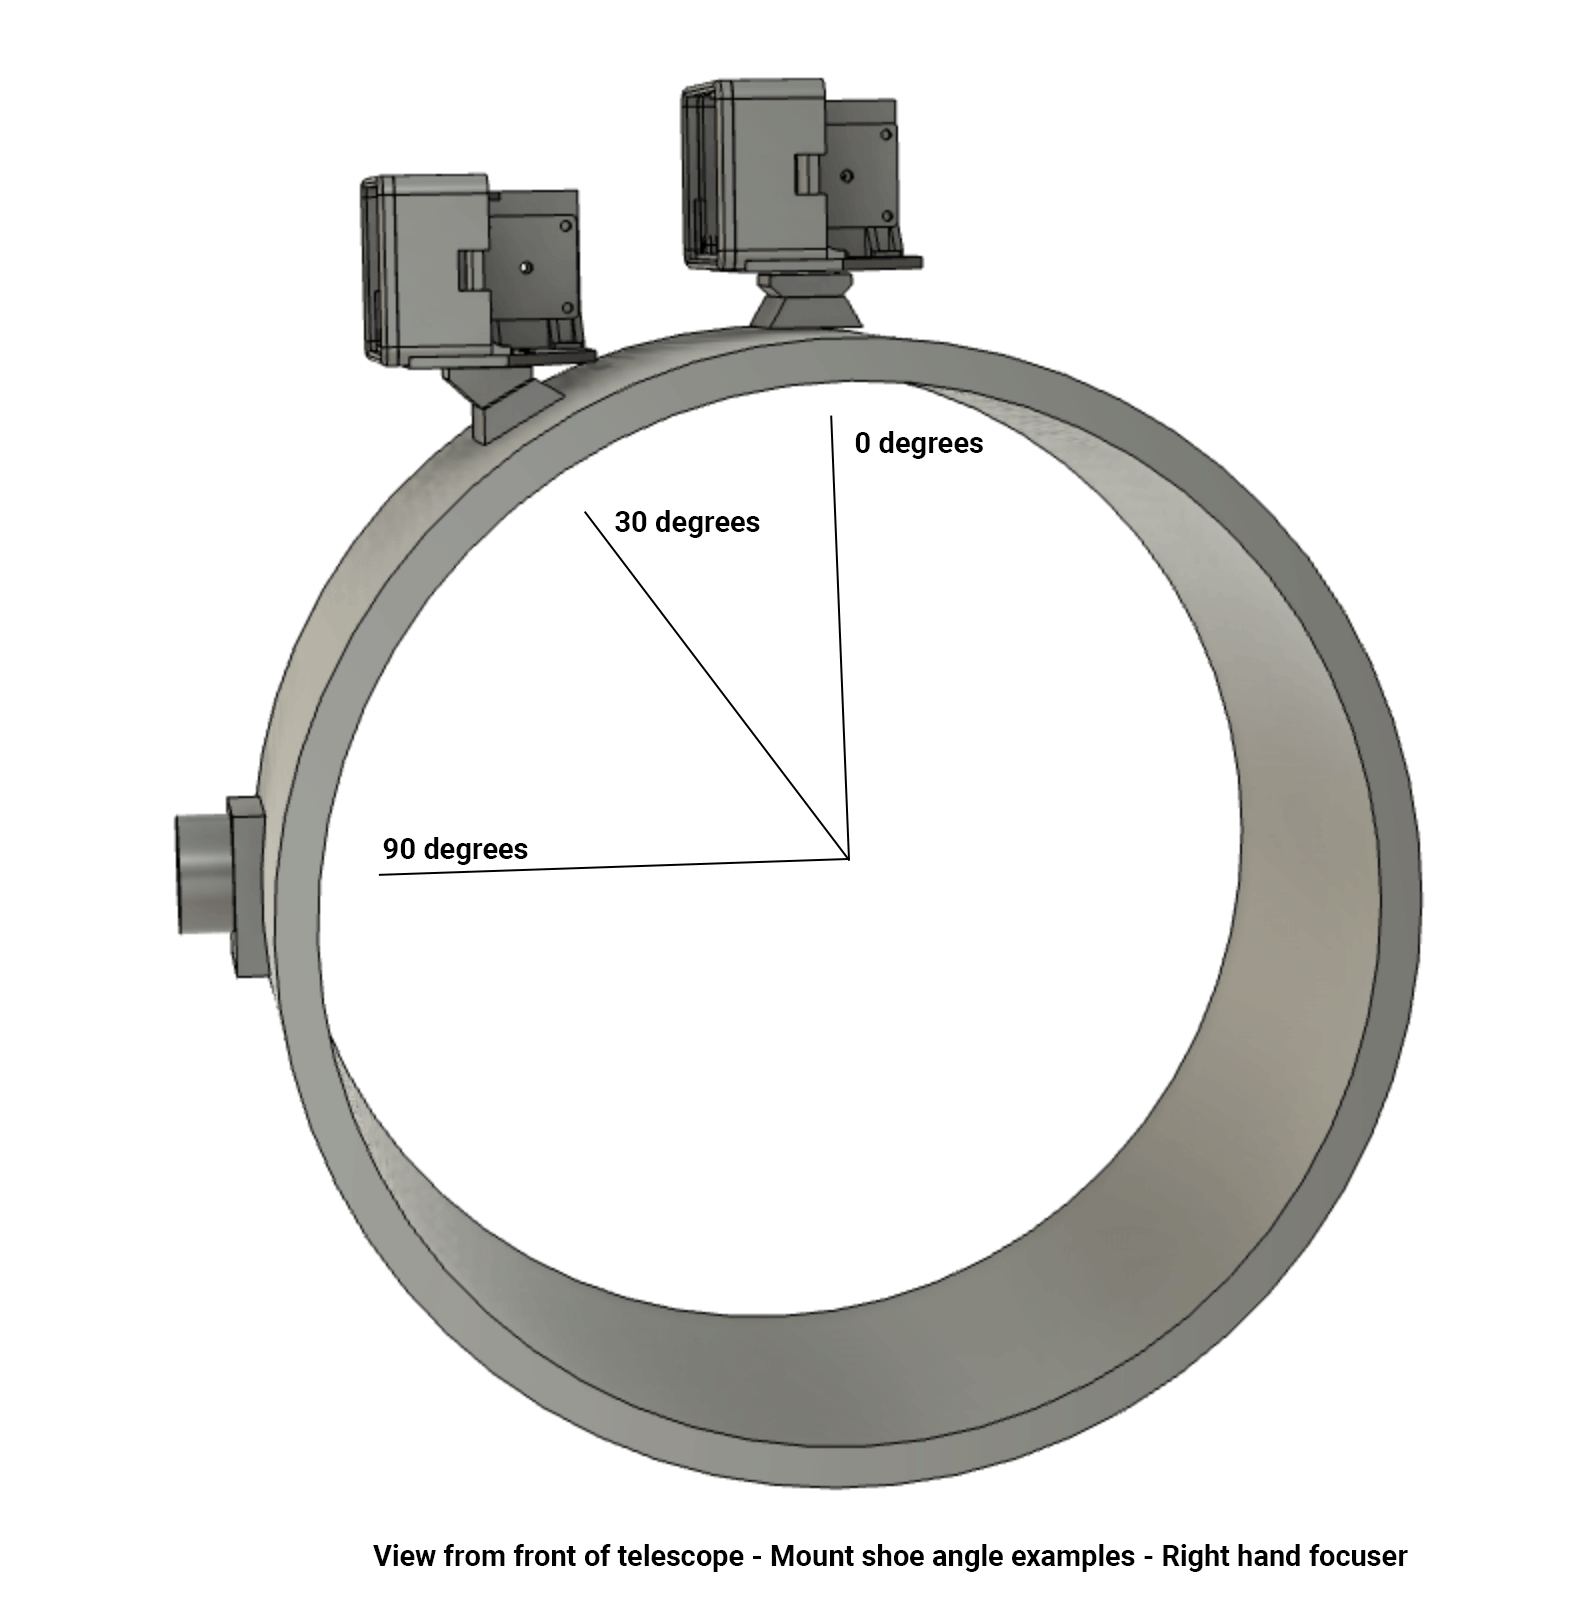 0 degrees
30 degrees
90 degrees
View from front of telescope - Mount shoe angle examples - Right hand focuser